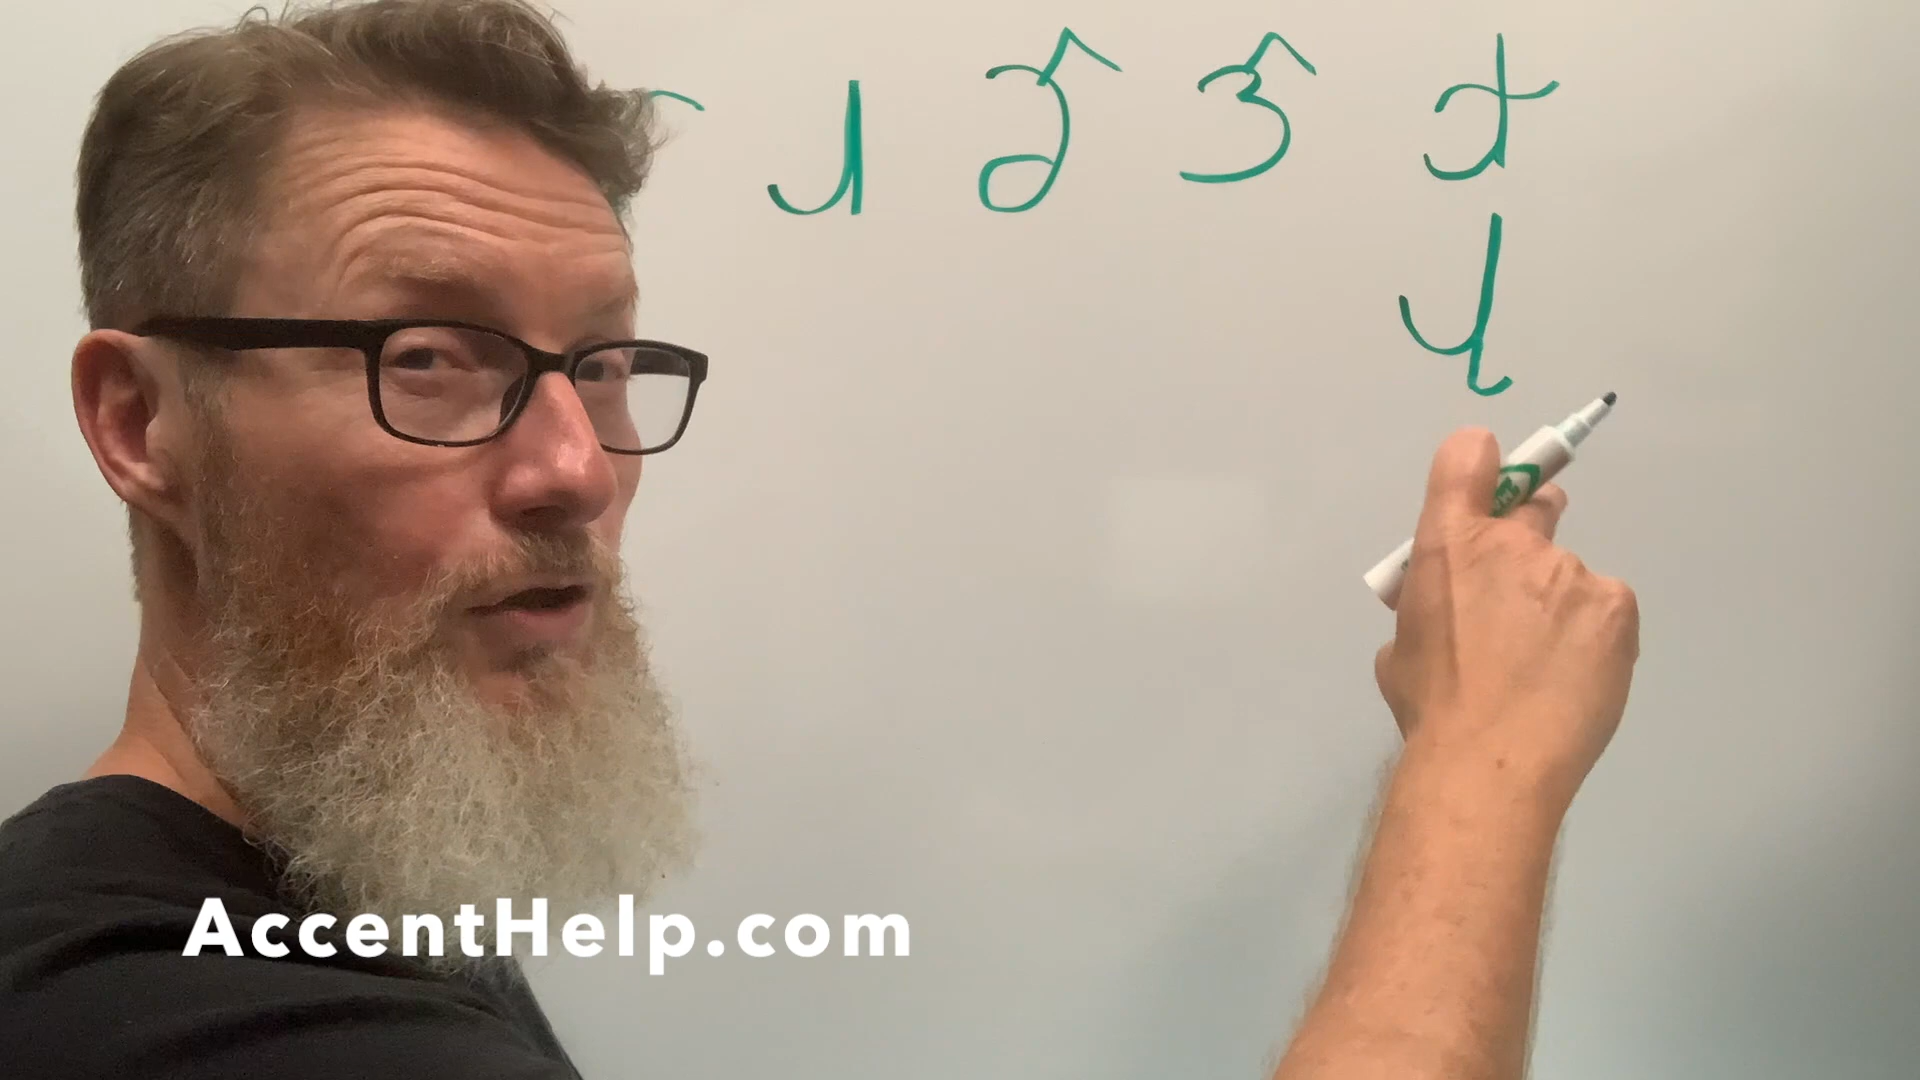 ɹ ɚ ɝ ɹ̴
ɻ
AccentHelp.com